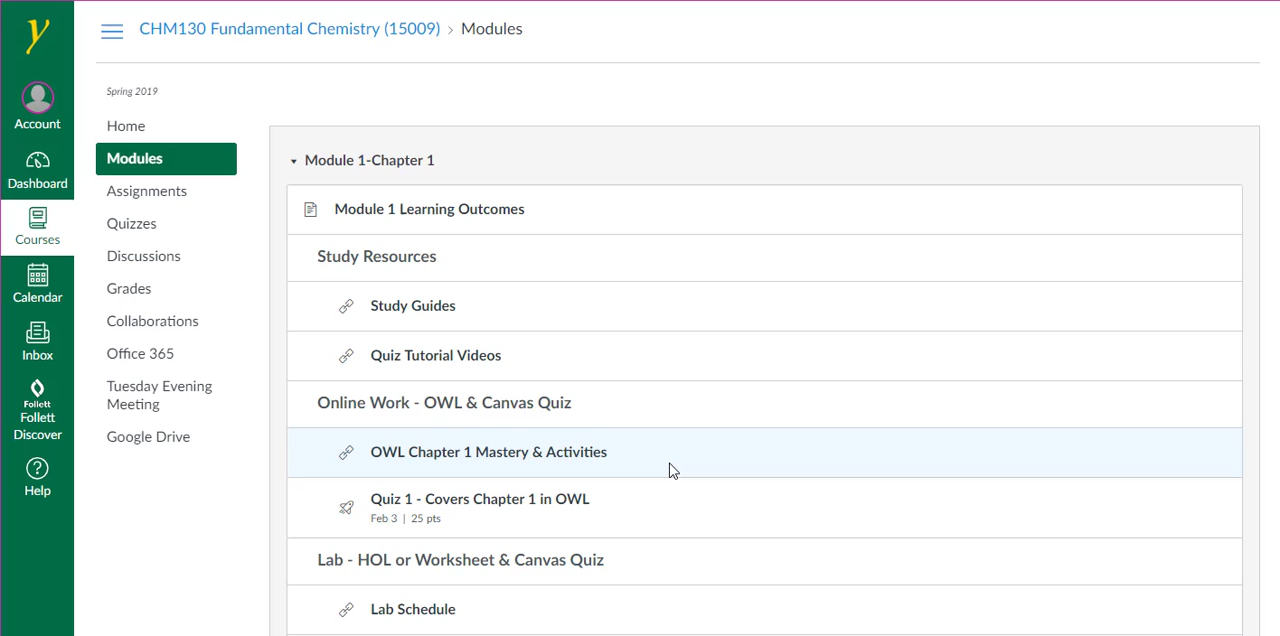 y
CHM130 Fundamental Chemistry (15009) › Modules
Account
Dashboard
Courses
Calendar
Inbox
Follett
Follett
Discover
Help
Spring 2019
Home
Modules
Assignments
Quizzes
Discussions
Grades
Collaborations
Office 365
Tuesday Evening
Meeting
Google Drive
Module 1-Chapter 1
Module 1 Learning Outcomes
Study Resources
Study Guides
Quiz Tutorial Videos
Online Work - OWL & Canvas Quiz
OWL Chapter 1 Mastery & Activities
Quiz 1 - Covers Chapter 1 in OWL
Feb 3 | 25 pts
Lab - HOL or Worksheet & Canvas Quiz
Lab Schedule